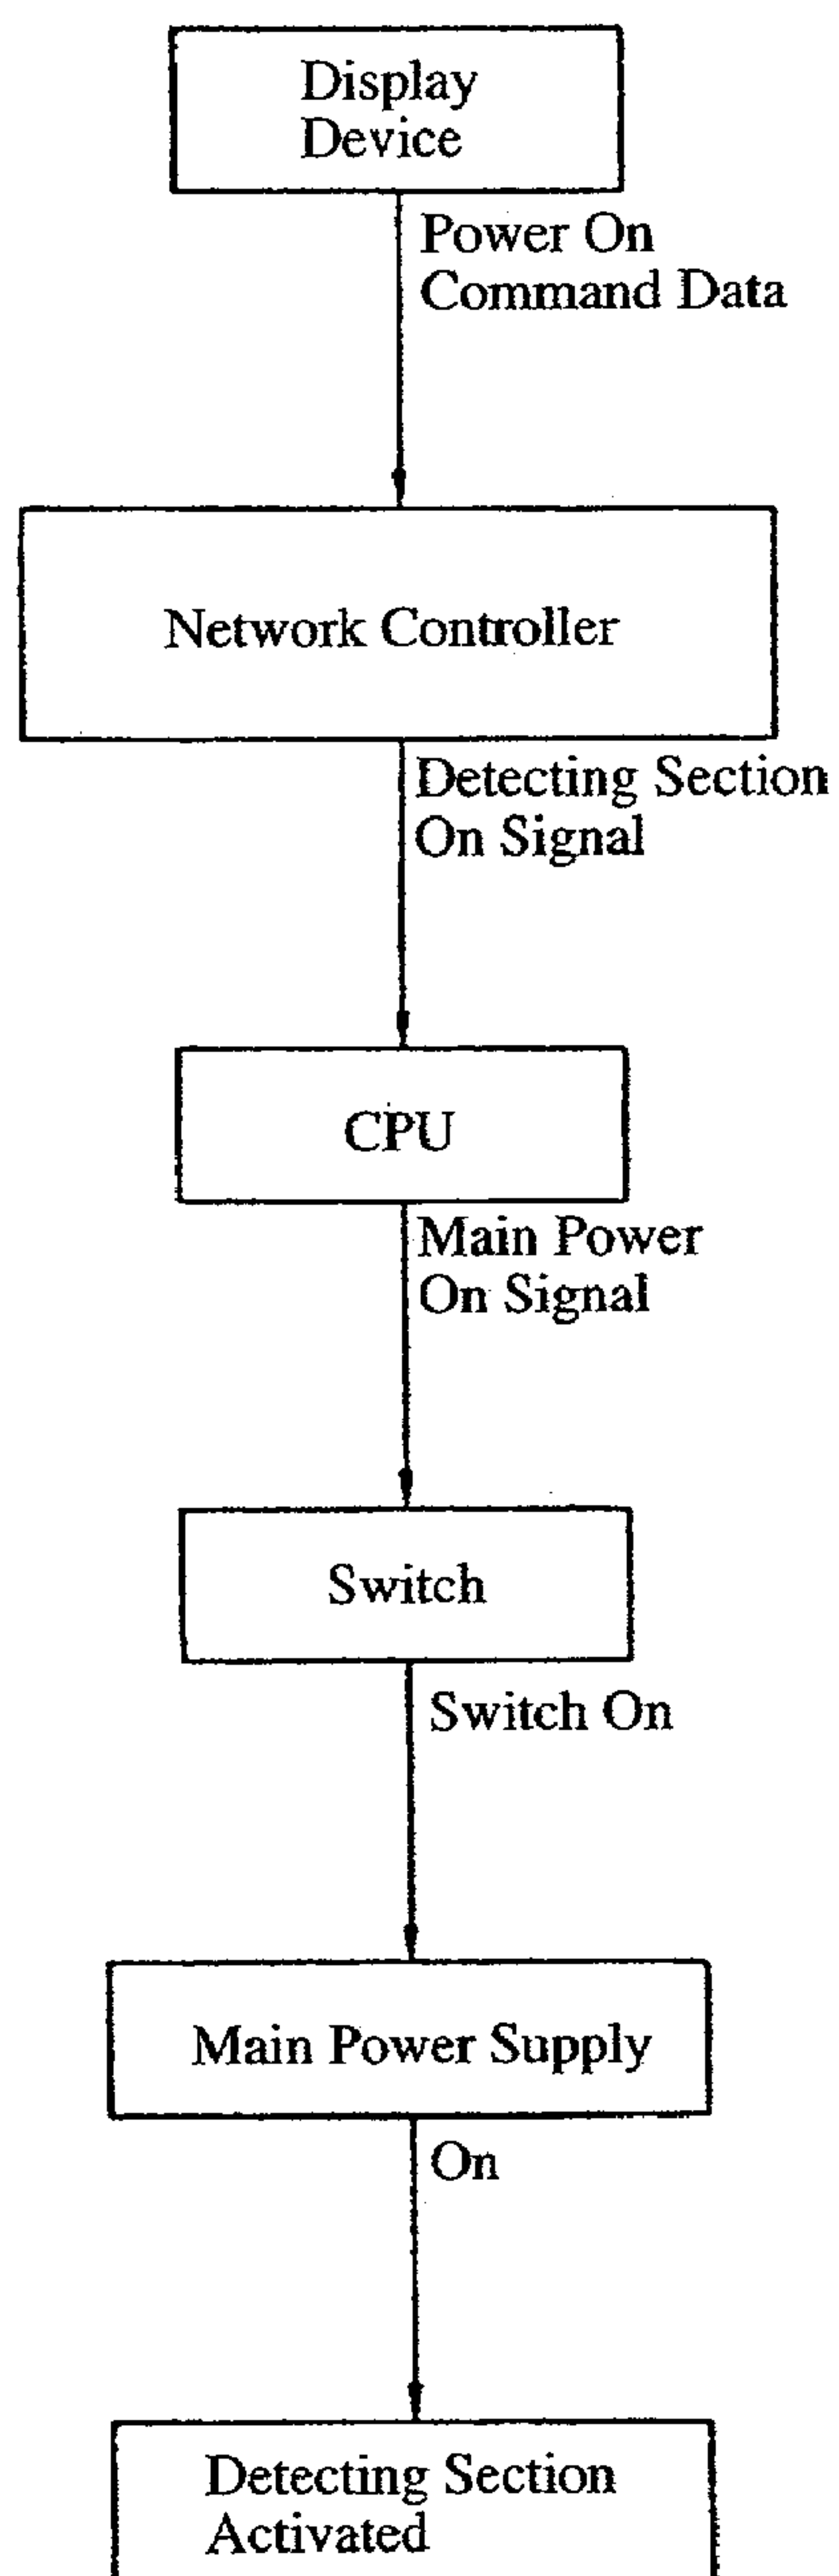 Display
Device
Power On
Command Data
Network Controller
Detecting Section
On Signal
CPU
Main Power
On Signal
Switch
Switch On
Main Power Supply
On
Detecting Section
Activated